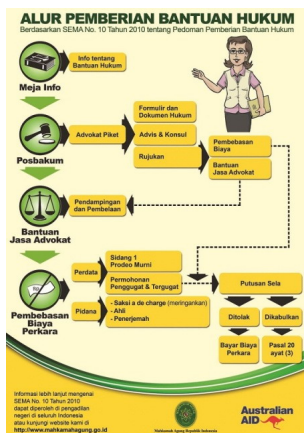 ALUR PEMBERIAN BANTUAN HUKUM
Berdasarkan SEMA No. 10 Tahun 2010 tentang Pedoman Pemberian Bantuan Hukum
Info tentang
Bantuan Hukum
Meja Info
Advokat Piket
Formulir dan
Dokumen Hukum
Advis & Konsul
Rujukan
Pembebasan
Biaya
Bantuan
Jasa Advokat
Posbakum
Pendampingan
dan Pembelaan
Bantuan
Jasa Advokat
Perdata
Sidang 1
Prodeo Murni
Permohonan
Penggugat & Tergugat
Putusan Sela
Pidana
- Saksi a de charge (meringankan)
- Ahli
- Penerjemah
Ditolak
Dikabulkan
Pembebasan
Biaya
Perkara
Bayar Biaya
Perkara
Pasal 20
ayat (3)
Informasi lebih lanjut mengenai
SEMA No. 10 Tahun 2010
dapat diperoleh di pengadilan
negeri di seluruh Indonesia
atau kunjungi website kami di
http://www.mahkamahagung.go.id
Mahkamah Agung Republik Indonesia
Australian
AID